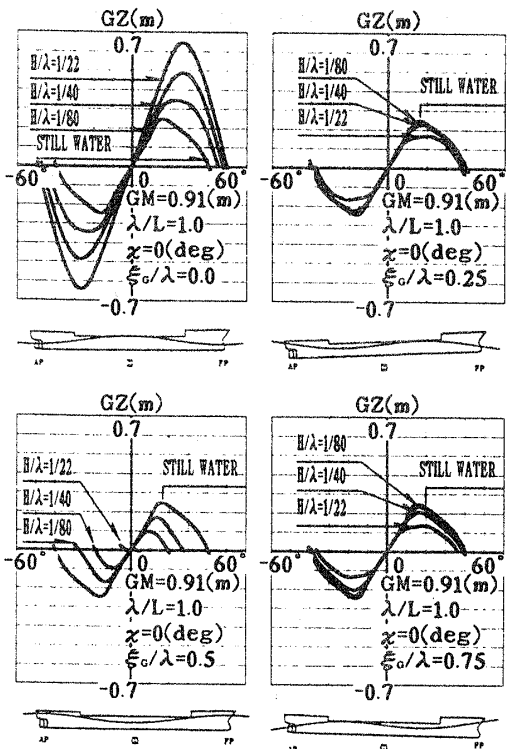 GZ(m)
0.7
H/λ=1/22
H/λ=1/40
H/λ=1/80
STILL WATER
-60°
0
60°
GM=0.91(m)
λ/L=1.0
χ=0(deg)
ξG/λ=0.0
-0.7
AP
FP
GZ(m)
0.7
H/λ=1/80
H/λ=1/40
STILL WATER
H/λ=1/22
-60°
0
60°
GM=0.91(m)
λ/L=1.0
χ=0(deg)
ξG/λ=0.25
-0.7
AP
FP
GZ(m)
0.7
H/λ=1/22
STILL WATER
H/λ=1/40
H/λ=1/80
-60°
0
60°
GM=0.91(m)
λ/L=1.0
χ=0(deg)
ξG/λ=0.5
-0.7
AP
FP
GZ(m)
0.7
H/λ=1/80
H/λ=1/40
STILL WATER
H/λ=1/22
-60°
0
60°
GM=0.91(m)
λ/L=1.0
χ=0(deg)
ξG/λ=0.75
-0.7
AP
FP